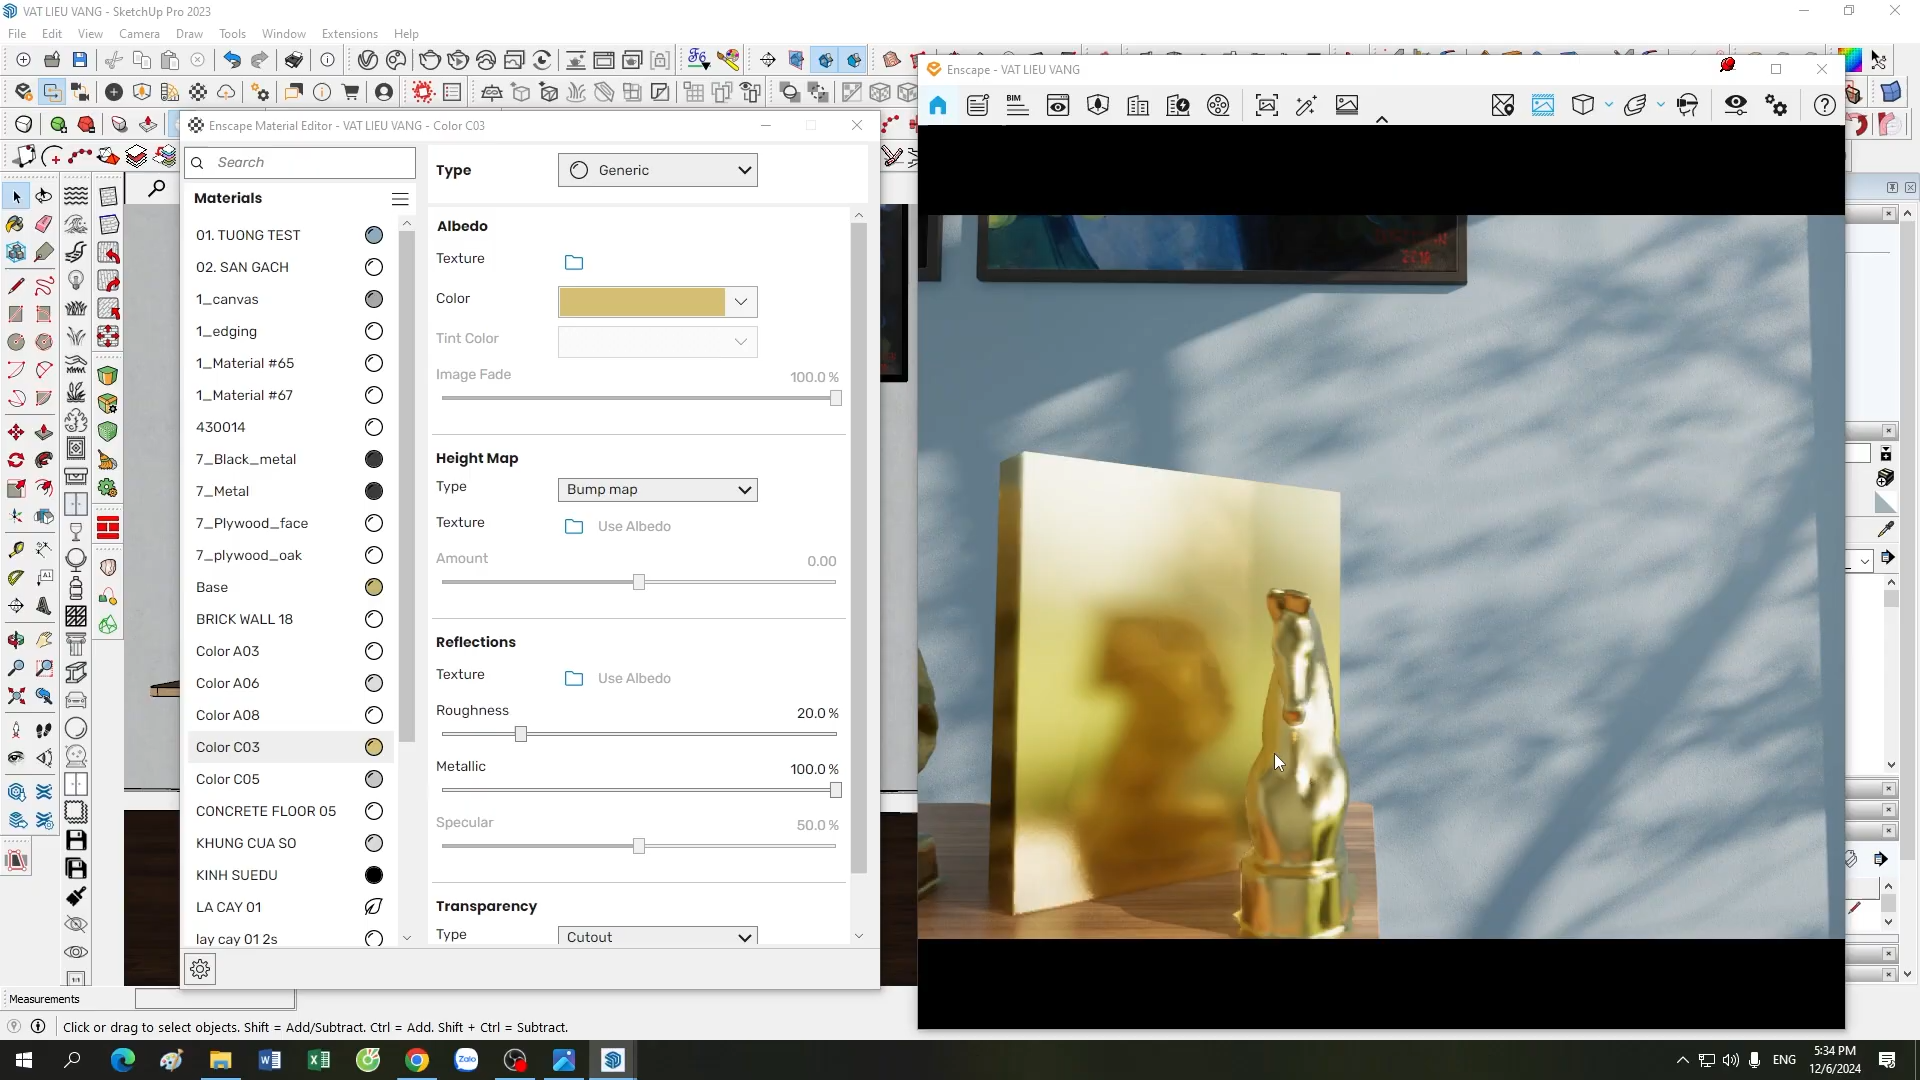 VAT LIEU VANG - SketchUp Pro 2023
File Edit View Camera Draw Tools Window Extensions Help
Enscape - VAT LIEU VANG
BIM
Enscape Material Editor - VAT LIEU VANG - Color C03
Search
Materials
01. TUONG TEST
02. SAN GACH
1_canvas
1_edging
1_Material #65
1_Material #67
430014
7_Black_metal
7_Metal
7_Plywood_face
7_plywood_oak
Base
BRICK WALL 18
Color A03
Color A06
Color A08
Color C03
Color C05
CONCRETE FLOOR 05
KHUNG CUA SO
KINH SUEDU
LA CAY 01
lay cay 01 2s
Type Generic
Albedo
Texture
Color
Tint Color
Image Fade 100.0 %
Height Map
Type Bump map
Texture Use Albedo
Amount 0.00
Reflections
Texture Use Albedo
Roughness 20.0 %
Metallic 100.0 %
Specular 50.0 %
Transparency
Type Cutout
Measurements
Click or drag to select objects. Shift = Add/Subtract. Ctrl = Add. Shift + Ctrl = Subtract.
Zalo
ENG
5:34 PM
12/6/2024